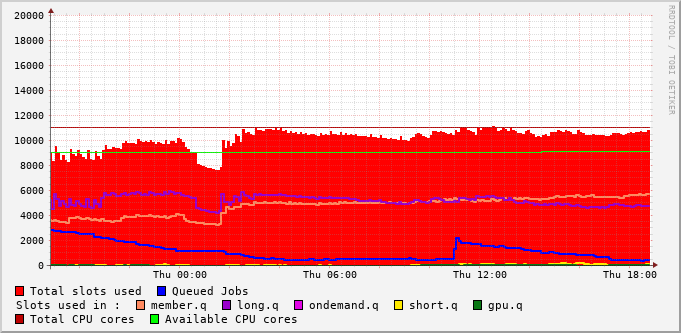 20000
18000
16000
14000
12000
10000
8000
6000
4000
2000
0
Thu 00:00 Thu 06:00 Thu 12:00 Thu 18:00
Total slots used Queued Jobs
Slots used in : member.q long.q ondemand.q short.q gpu.q
Total CPU cores Available CPU cores
RRDTOOL / TOBI OETIKER